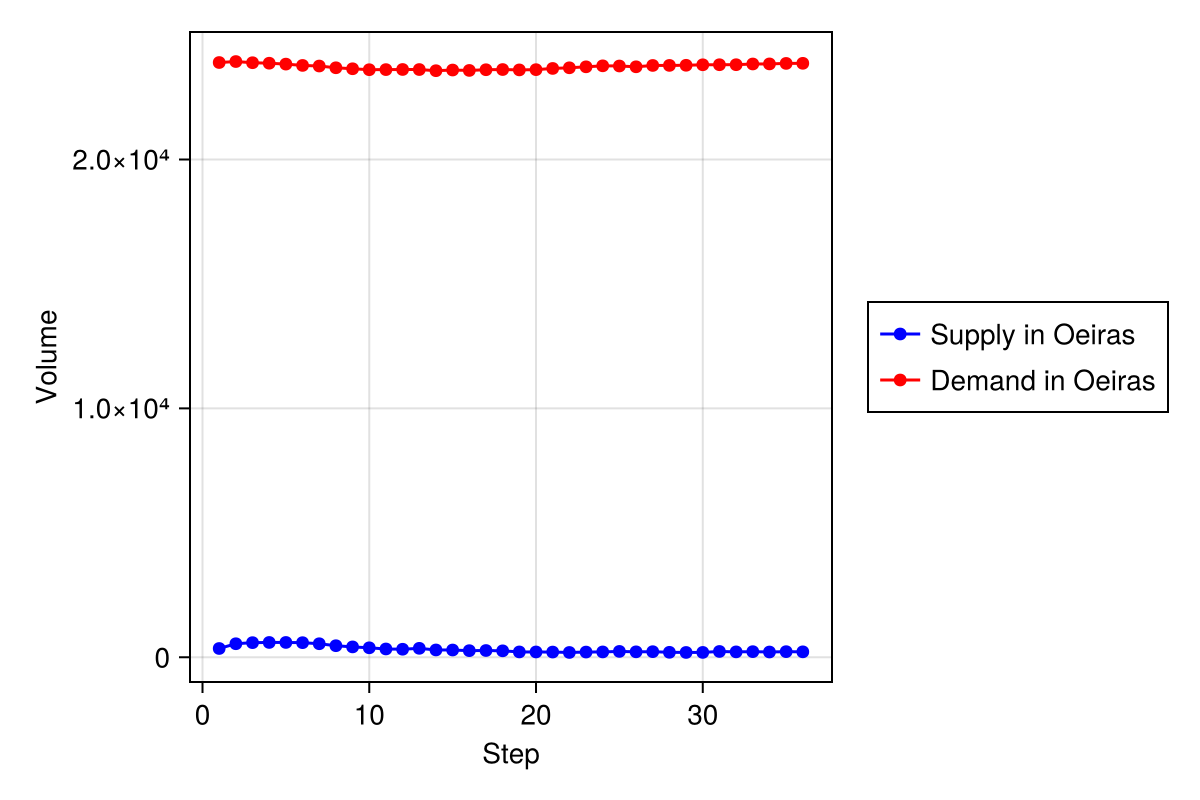 2.0×10⁴
1.0×10⁴
0
Volume
0 10 20 30
Step
Supply in Oeiras
Demand in Oeiras